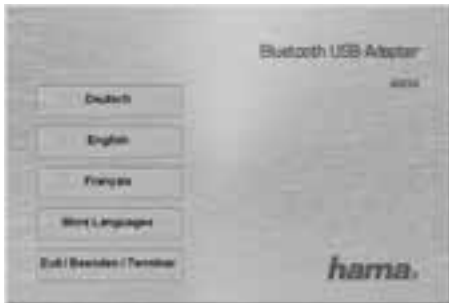 Bluetooth USB Adapter
Deutsch
English
Français
More Languages
Exit / Beenden / Terminer
hama.